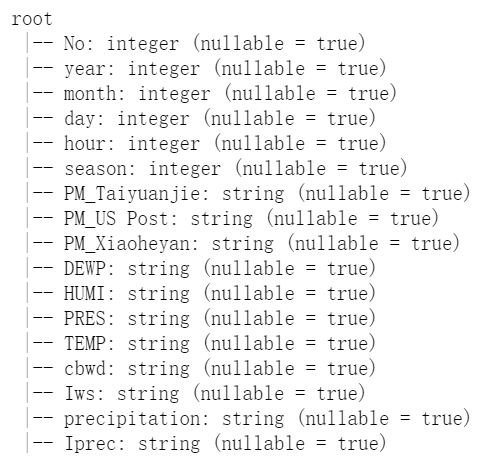 root
|-- No: integer (nullable = true)
|-- year: integer (nullable = true)
|-- month: integer (nullable = true)
|-- day: integer (nullable = true)
|-- hour: integer (nullable = true)
|-- season: integer (nullable = true)
|-- PM_Taiyuanjie: string (nullable = true)
|-- PM_US Post: string (nullable = true)
|-- PM_Xiaoheyan: string (nullable = true)
|-- DEWP: string (nullable = true)
|-- HUMI: string (nullable = true)
|-- PRES: string (nullable = true)
|-- TEMP: string (nullable = true)
|-- cbwd: string (nullable = true)
|-- Iws: string (nullable = true)
|-- precipitation: string (nullable = true)
|-- Iprec: string (nullable = true)